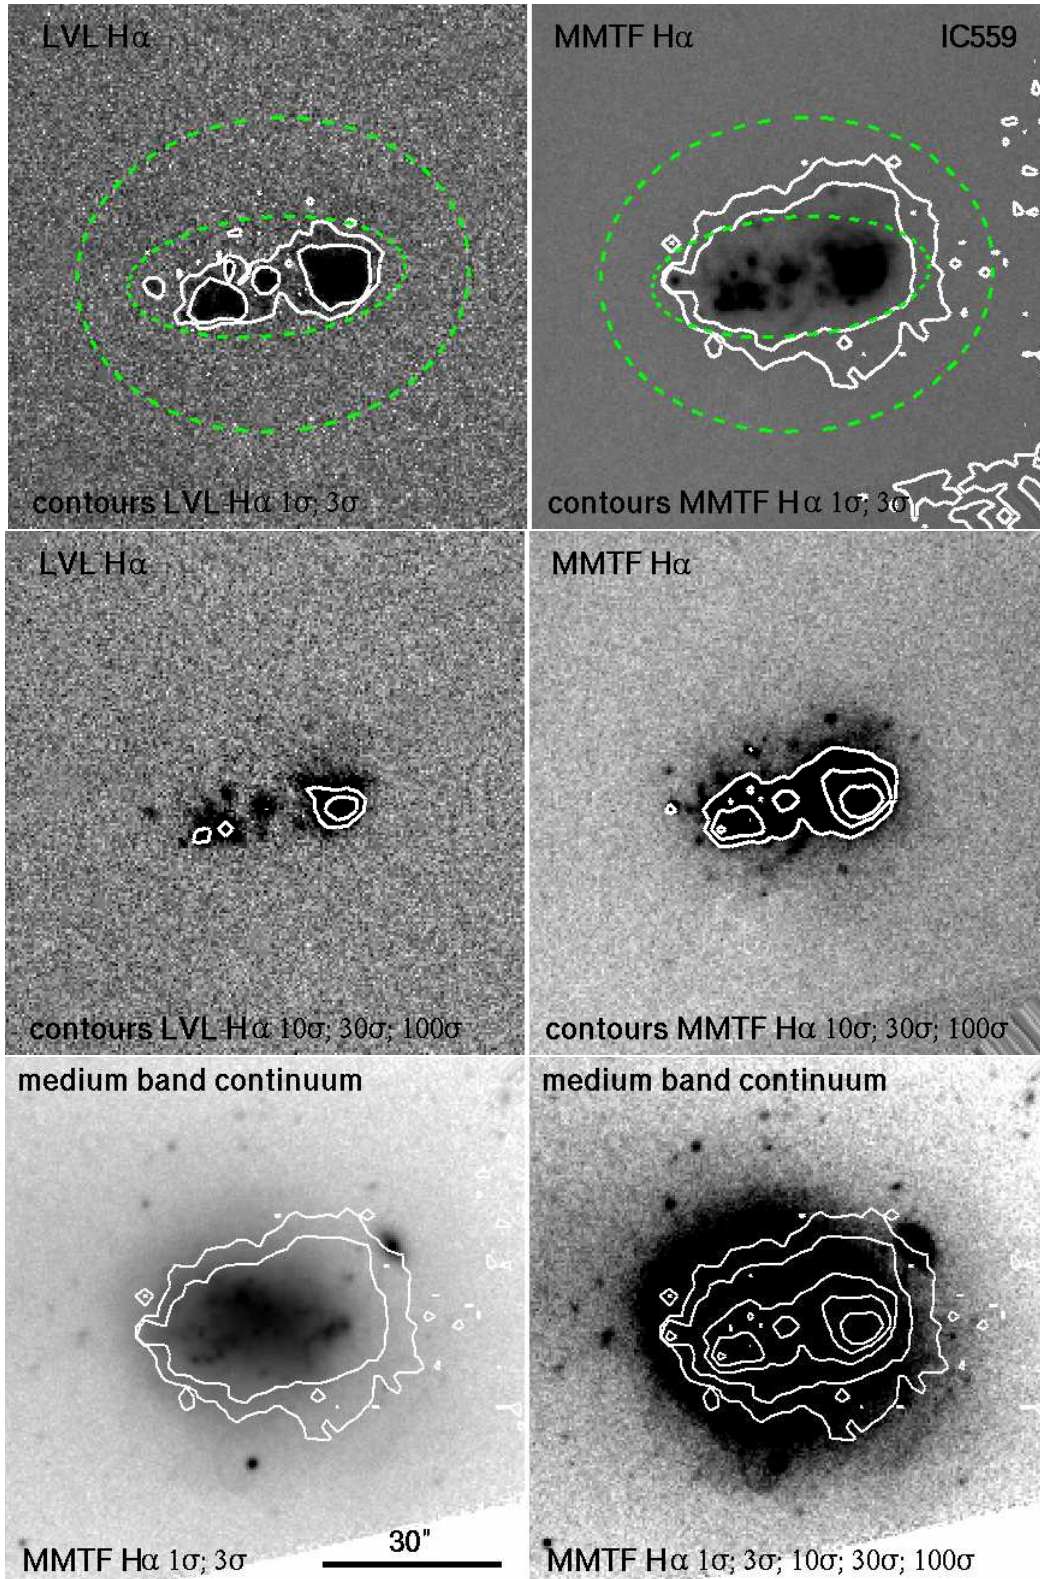 LVL Hα
MMTF Hα
IC559
contours LVL Hα 1σ; 3σ
contours MMTF Hα 1σ; 3σ
LVL Hα
MMTF Hα
contours LVL Hα 10σ; 30σ; 100σ
contours MMTF Hα 10σ; 30σ; 100σ
medium band continuum
medium band continuum
30"
MMTF Hα 1σ; 3σ
MMTF Hα 1σ; 3σ; 10σ; 30σ; 100σ